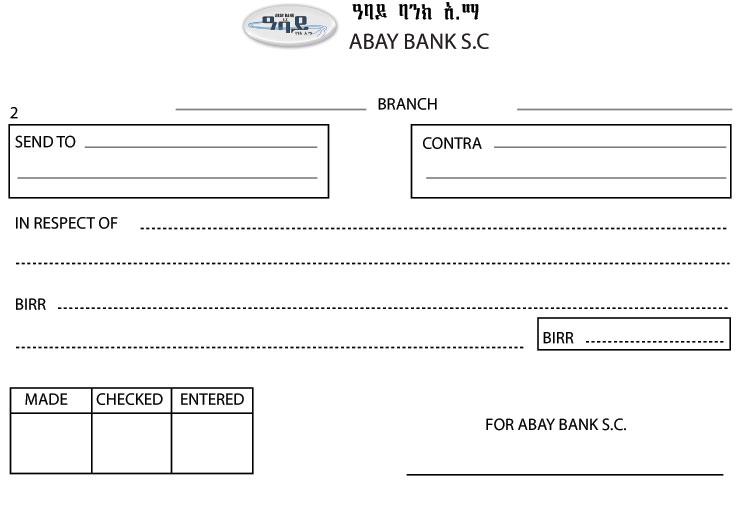 ዓባይ ባንክ አ.ማ
ABAY BANK S.C
BRANCH
2
SEND TO
CONTRA
IN RESPECT OF
BIRR
BIRR
MADE CHECKED ENTERED
FOR ABAY BANK S.C.